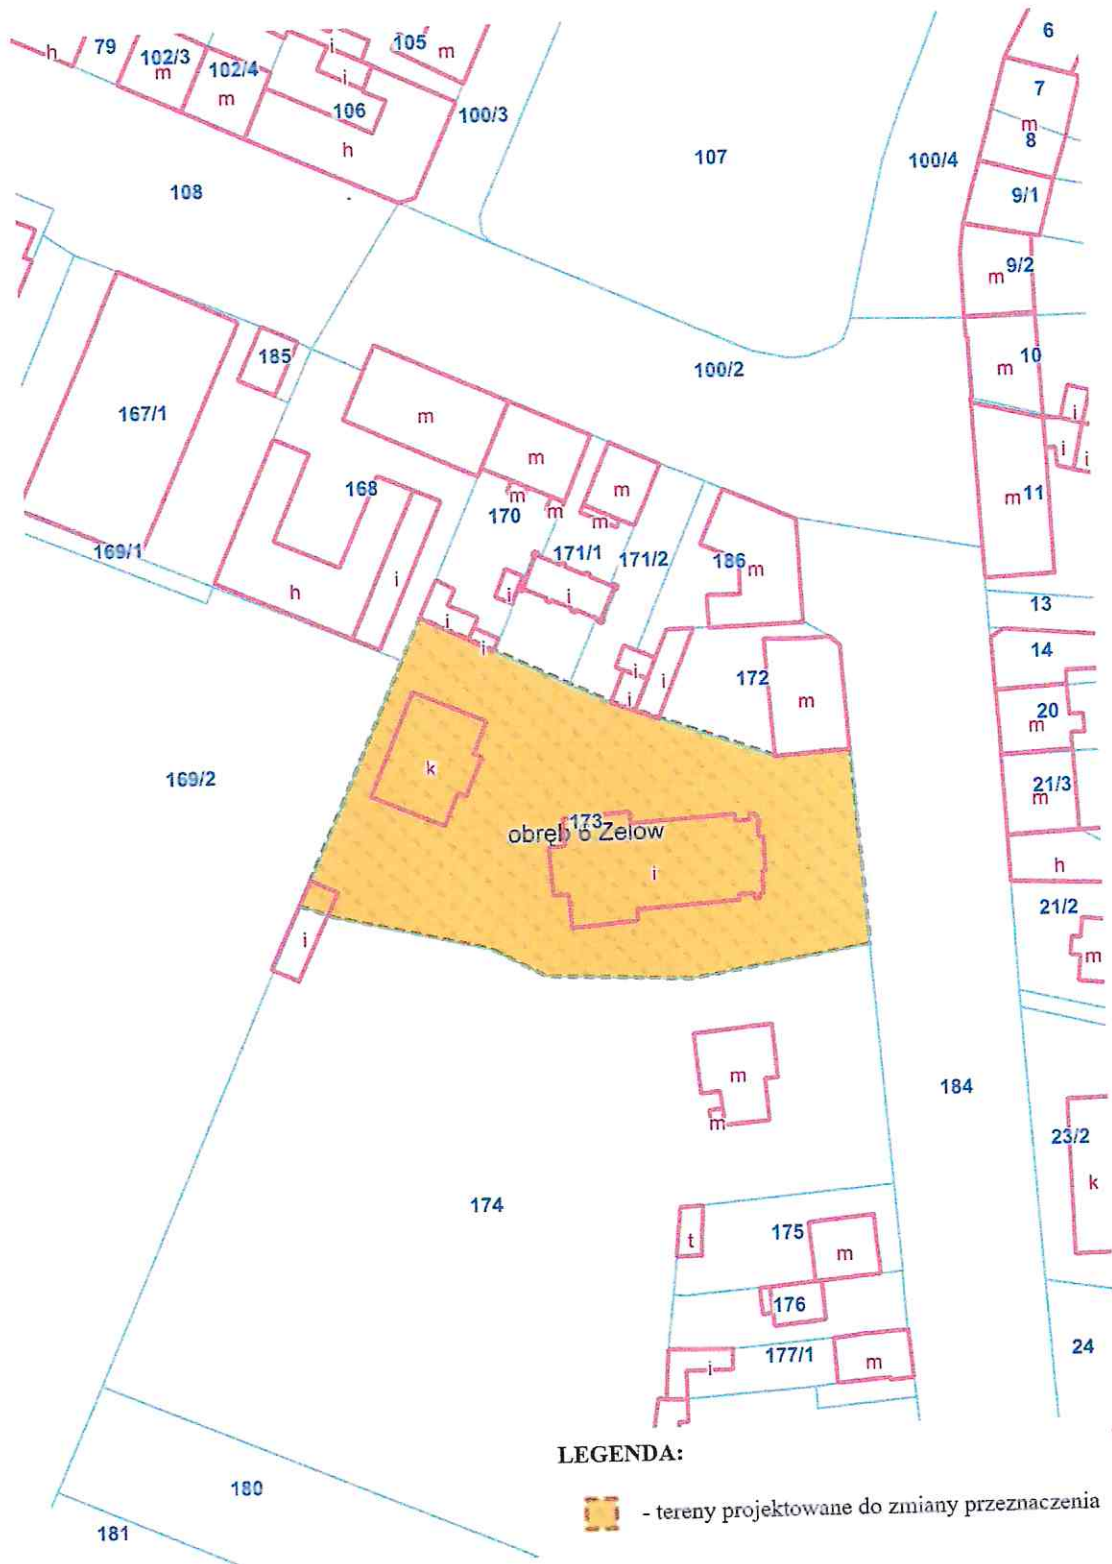 6
105
m
79
i
h
102/3
m
102/4
m
i
7
106
100/3
m
8
h
107
100/4
108
9/1
9/2
m
185
10
m
100/2
167/1
m
i
m
i
i
168
m
m
m 11
m
m
170
m
169/1
171/1
171/2
186
m
h
i
i
i
13
i
i
14
i
i
i
172
m
20
m
k
169/2
21/3
m
173
obręb 6 Zelow
i
h
21/2
i
m
m
184
m
23/2
k
174
t
175
m
176
177/1
m
i
24
LEGENDA:
180
- tereny projektowane do zmiany przeznaczenia
181